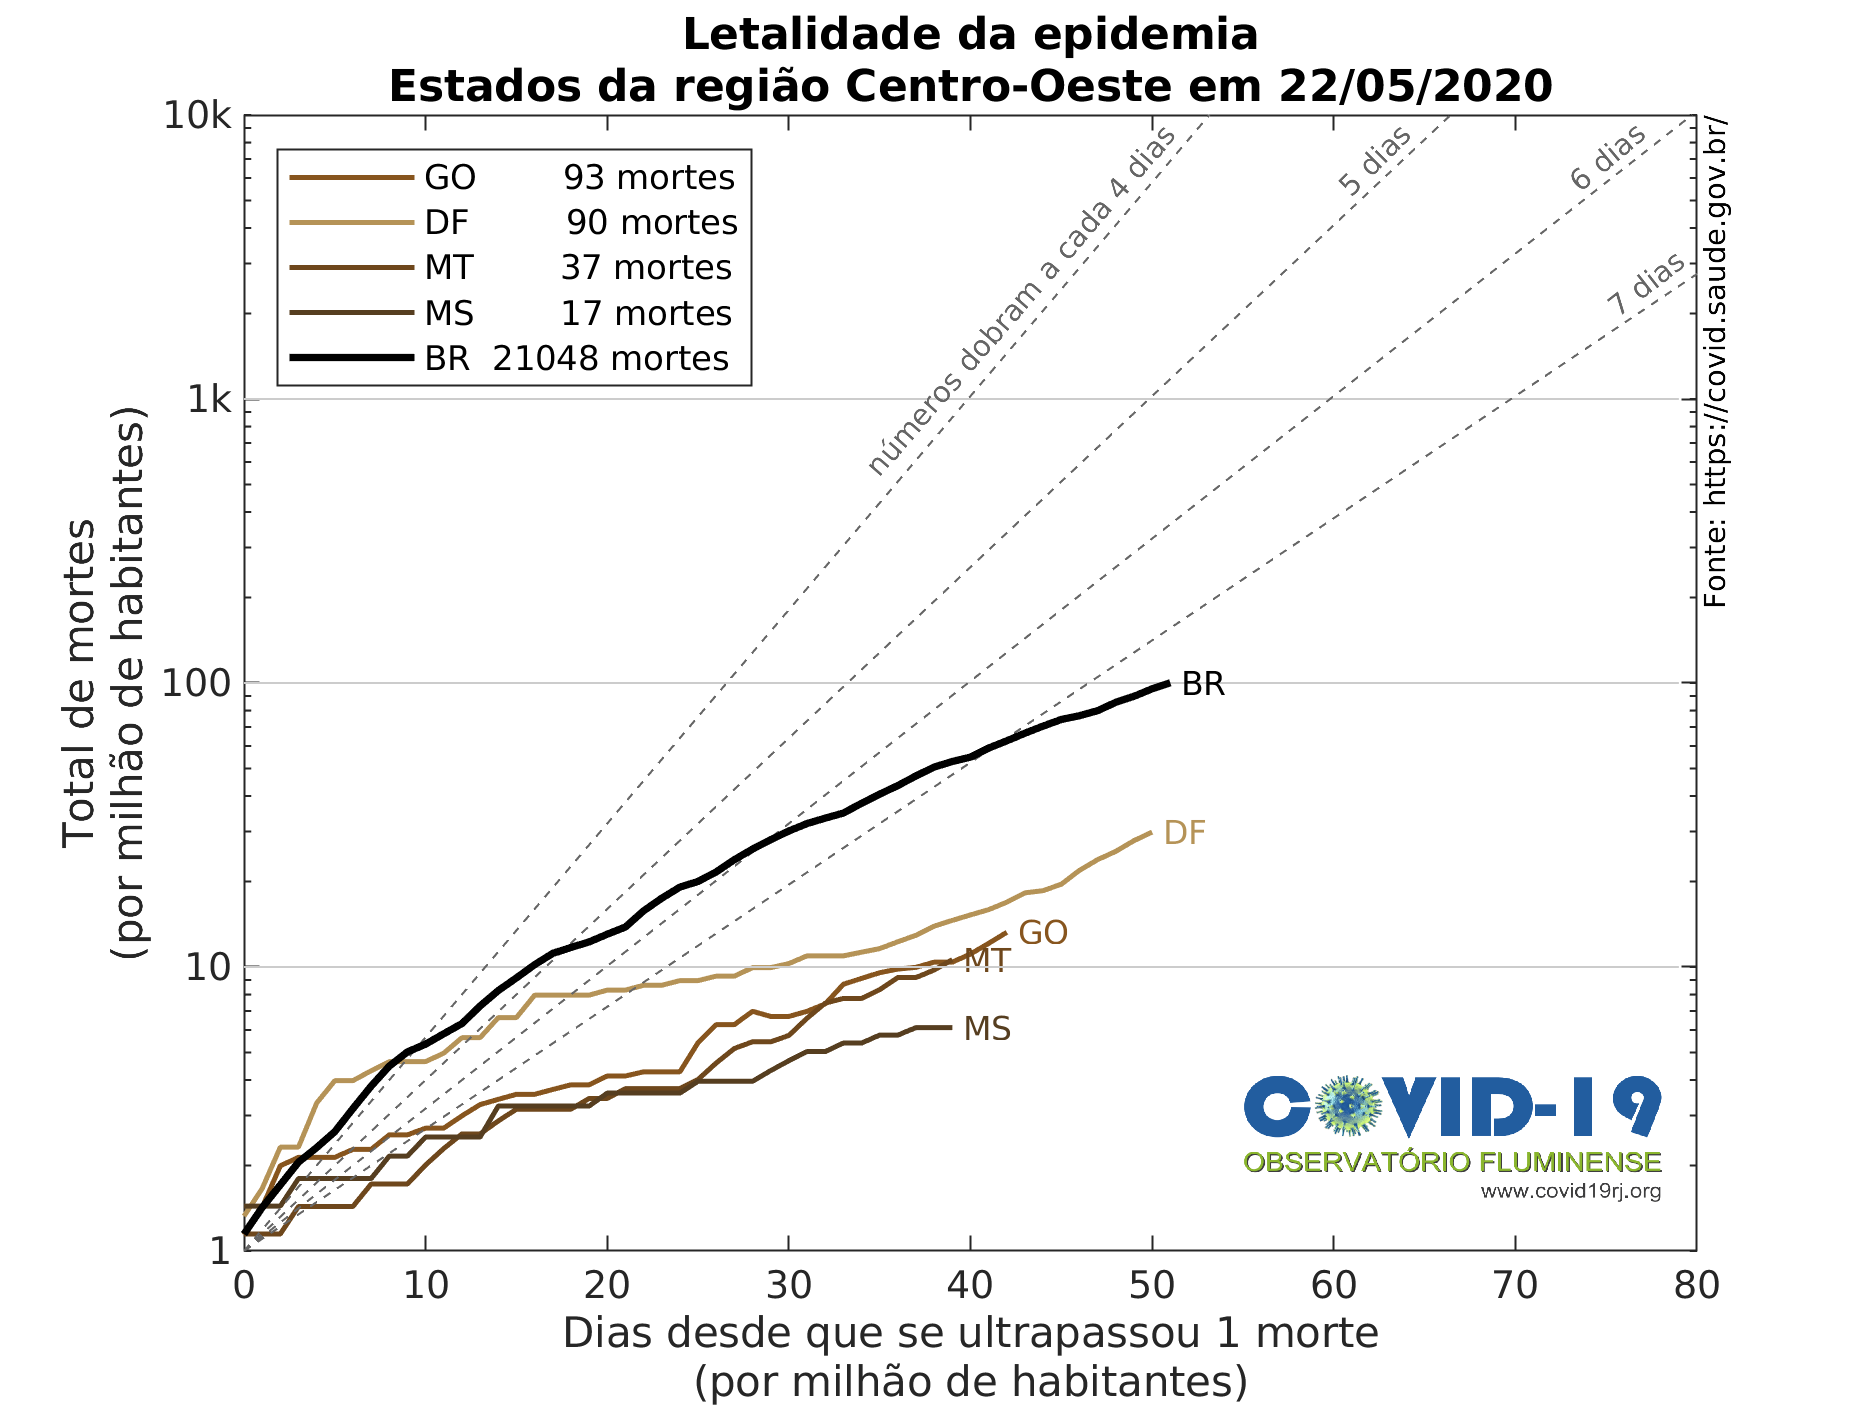 Letalidade da epidemia
Estados da região Centro-Oeste em 22/05/2020
10k
1k
100
10
1
Total de mortes
(por milhão de habitantes)
GO 93 mortes
DF 90 mortes
MT 37 mortes
MS 17 mortes
BR 21048 mortes
números dobram a cada 4 dias
5 dias
6 dias
7 dias
Fonte: https://covid.saude.gov.br/
BR
DF
GO
MT
MS
COVID-19
OBSERVATÓRIO FLUMINENSE
www.covid19rj.org
0 10 20 30 40 50 60 70 80
Dias desde que se ultrapassou 1 morte
(por milhão de habitantes)